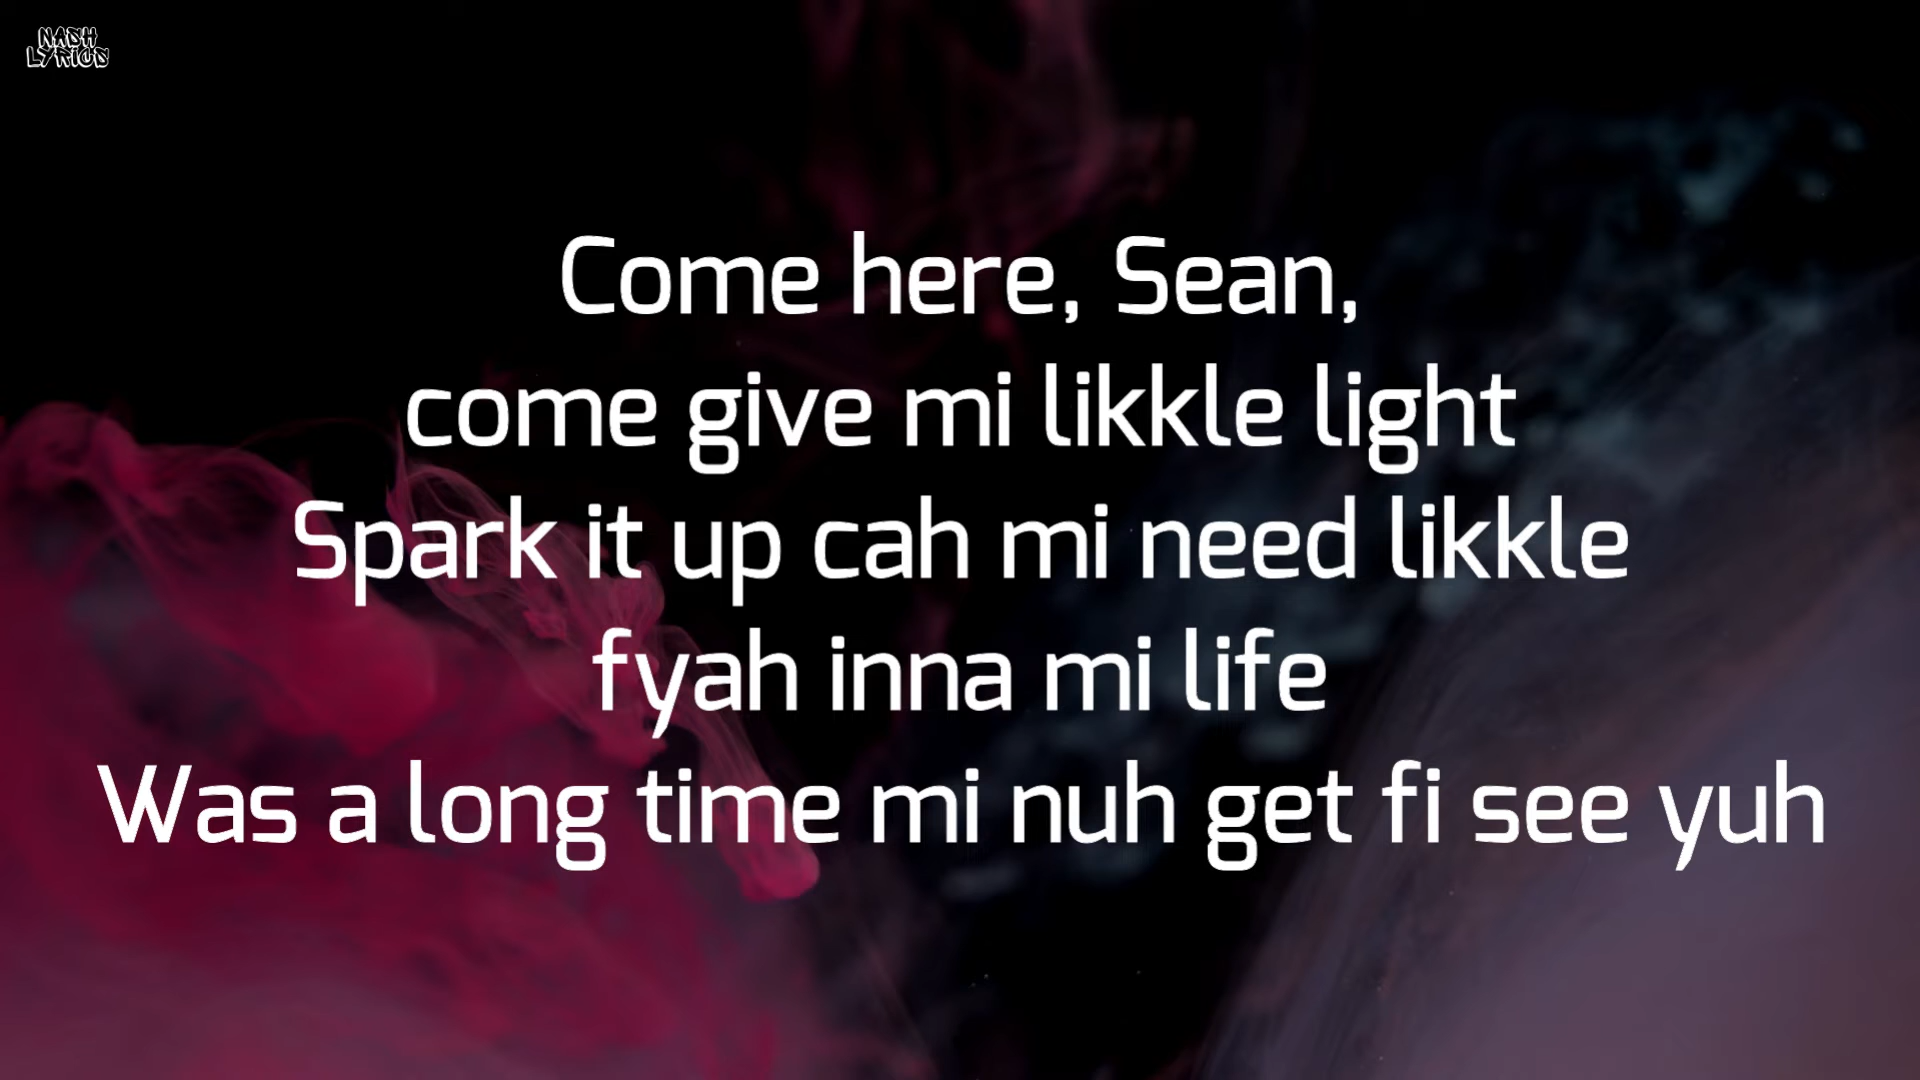 NASH
LYRICS
Come here, Sean,
come give mi likkle light
Spark it up cah mi need likkle
fyah inna mi life
Was a long time mi nuh get fi see yuh